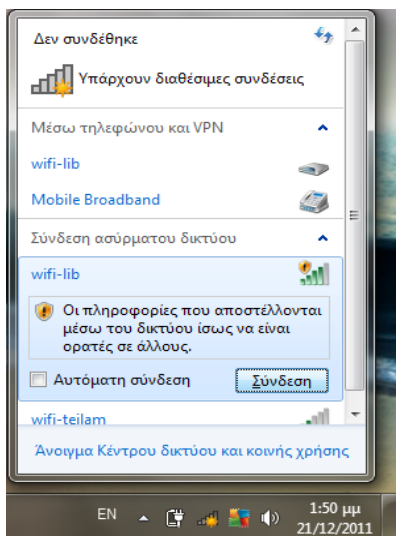 Δεν συνδέθηκε
Υπάρχουν διαθέσιμες συνδέσεις
Μέσω τηλεφώνου και VPN
wifi-lib
Mobile Broadband
Σύνδεση ασύρματου δικτύου
wifi-lib
Οι πληροφορίες που αποστέλλονται
μέσω του δικτύου ίσως να είναι
ορατές σε άλλους.
Αυτόματη σύνδεση
Σύνδεση
wifi-teilam
Άνοιγμα Κέντρου δικτύου και κοινής χρήσης
EN
1:50 μμ
21/12/2011